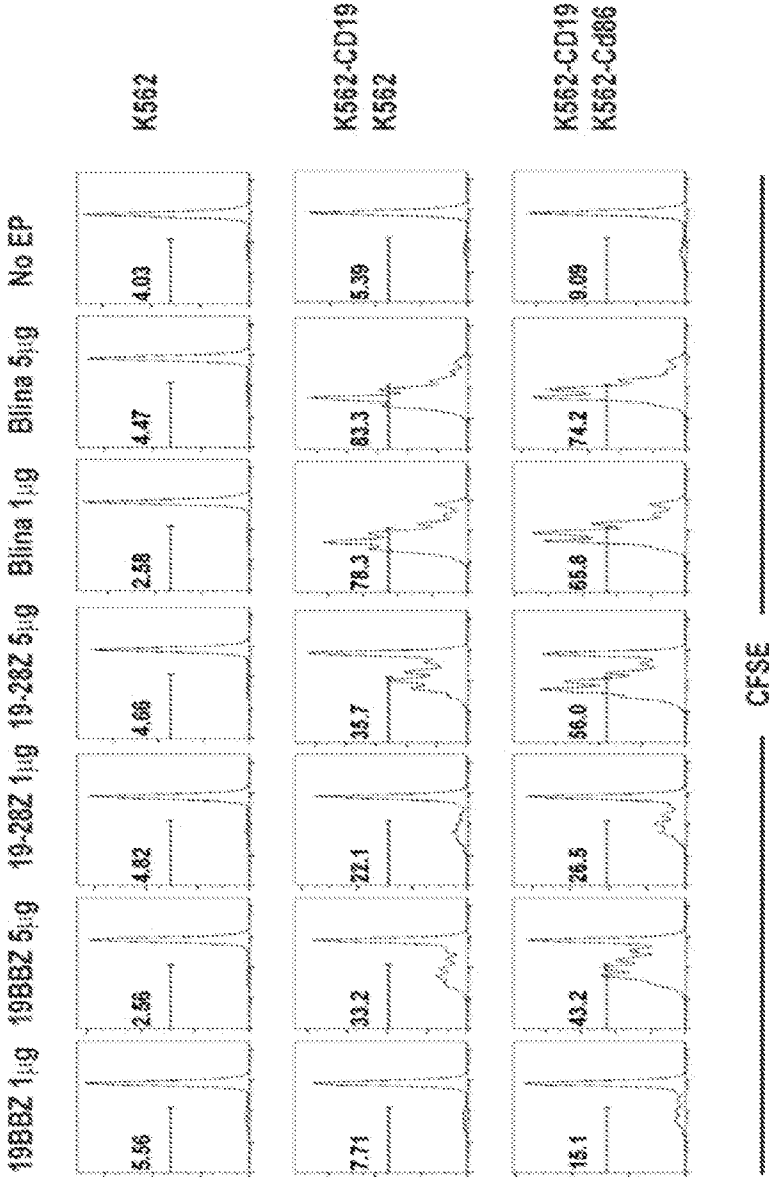 19BBZ 1µg 19BBZ 5µg 19-28Z 1µg 19-28Z 5µg Blina 1µg Blina 5µg No EP
5.56 2.56 4.82 4.66 2.58 4.47 4.03 K562
7.71 33.2 22.1 35.7 78.3 83.3 5.39 K562-CD19
K562
15.1 43.2 26.5 56.0 65.8 74.2 9.09 K562-CD19
K562-Cd86
CFSE